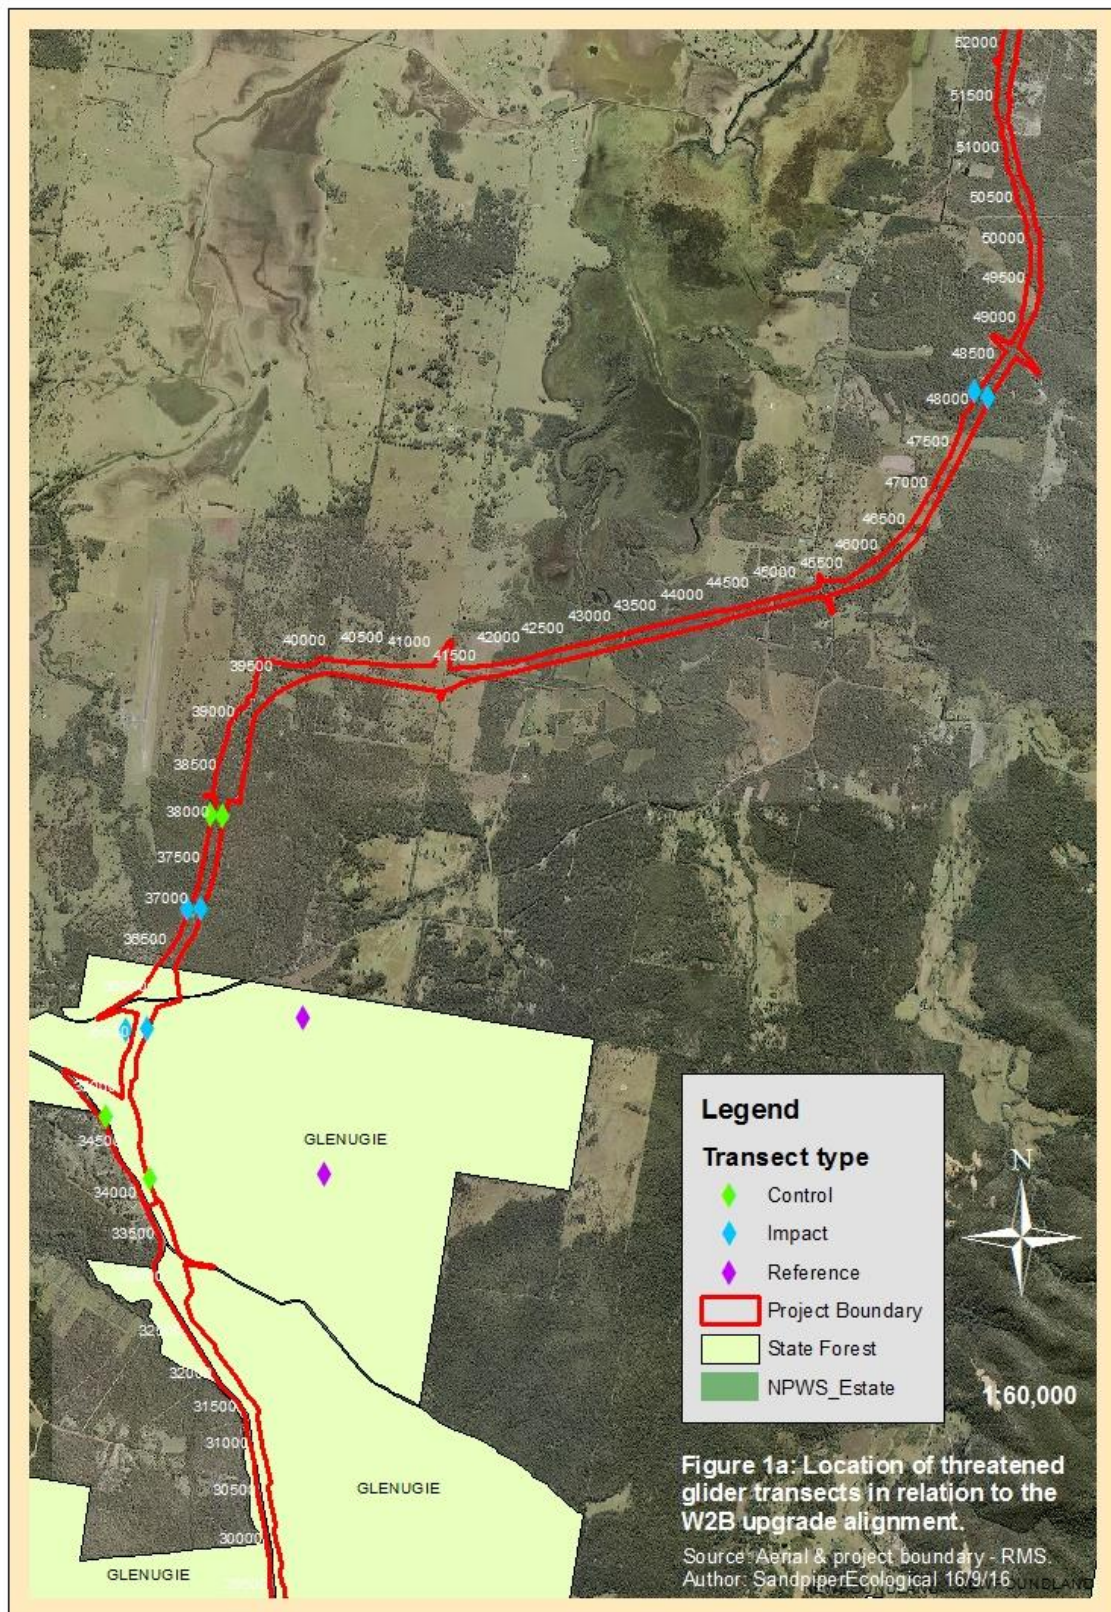 52000
51500
51000
50500
50000
49500
49000
48500
48000
47500
47000
46500
46000
45500
45000
44500
44000
43500
43000
42500
42000
41500
41000
40500
40000
39500
39000
38500
38000
37500
37000
36500
34500
34000
33500
32000
31500
31000
30500
30000
GLENUGIE
GLENUGIE
GLENUGIE
Legend
Transect type
Control
Impact
Reference
Project Boundary
State Forest
NPWS_Estate
N
1:60,000
Figure 1a: Location of threatened
glider transects in relation to the
W2B upgrade alignment.
Source: Aerial & project boundary - RMS.
Author: SandpiperEcological 16/9/16